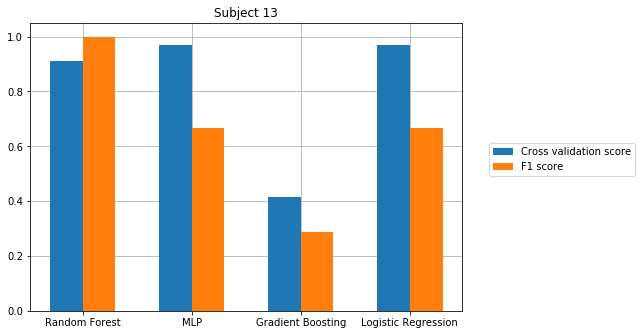 Subject 13
1.0
0.8
0.6
0.4
0.2
0.0
Random Forest
MLP
Gradient Boosting
Logistic Regression
Cross validation score
F1 score